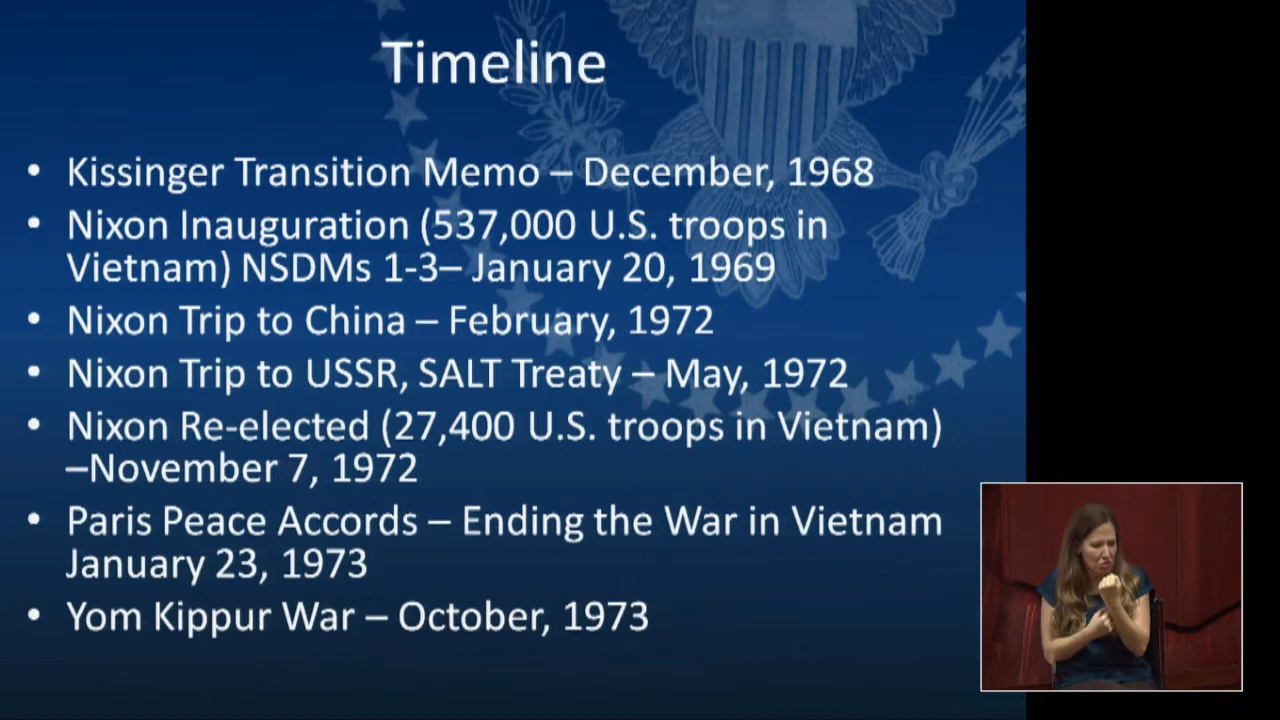 Timeline
• Kissinger Transition Memo – December, 1968
• Nixon Inauguration (537,000 U.S. troops in
Vietnam) NSDMs 1-3– January 20, 1969
• Nixon Trip to China – February, 1972
• Nixon Trip to USSR, SALT Treaty – May, 1972
• Nixon Re-elected (27,400 U.S. troops in Vietnam)
–November 7, 1972
• Paris Peace Accords – Ending the War in Vietnam
January 23, 1973
• Yom Kippur War – October, 1973